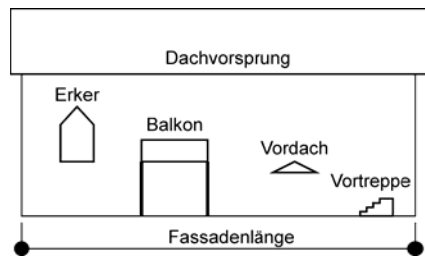 Dachvorsprung
Erker
Balkon
Vordach
Vortreppe
Fassadenlänge